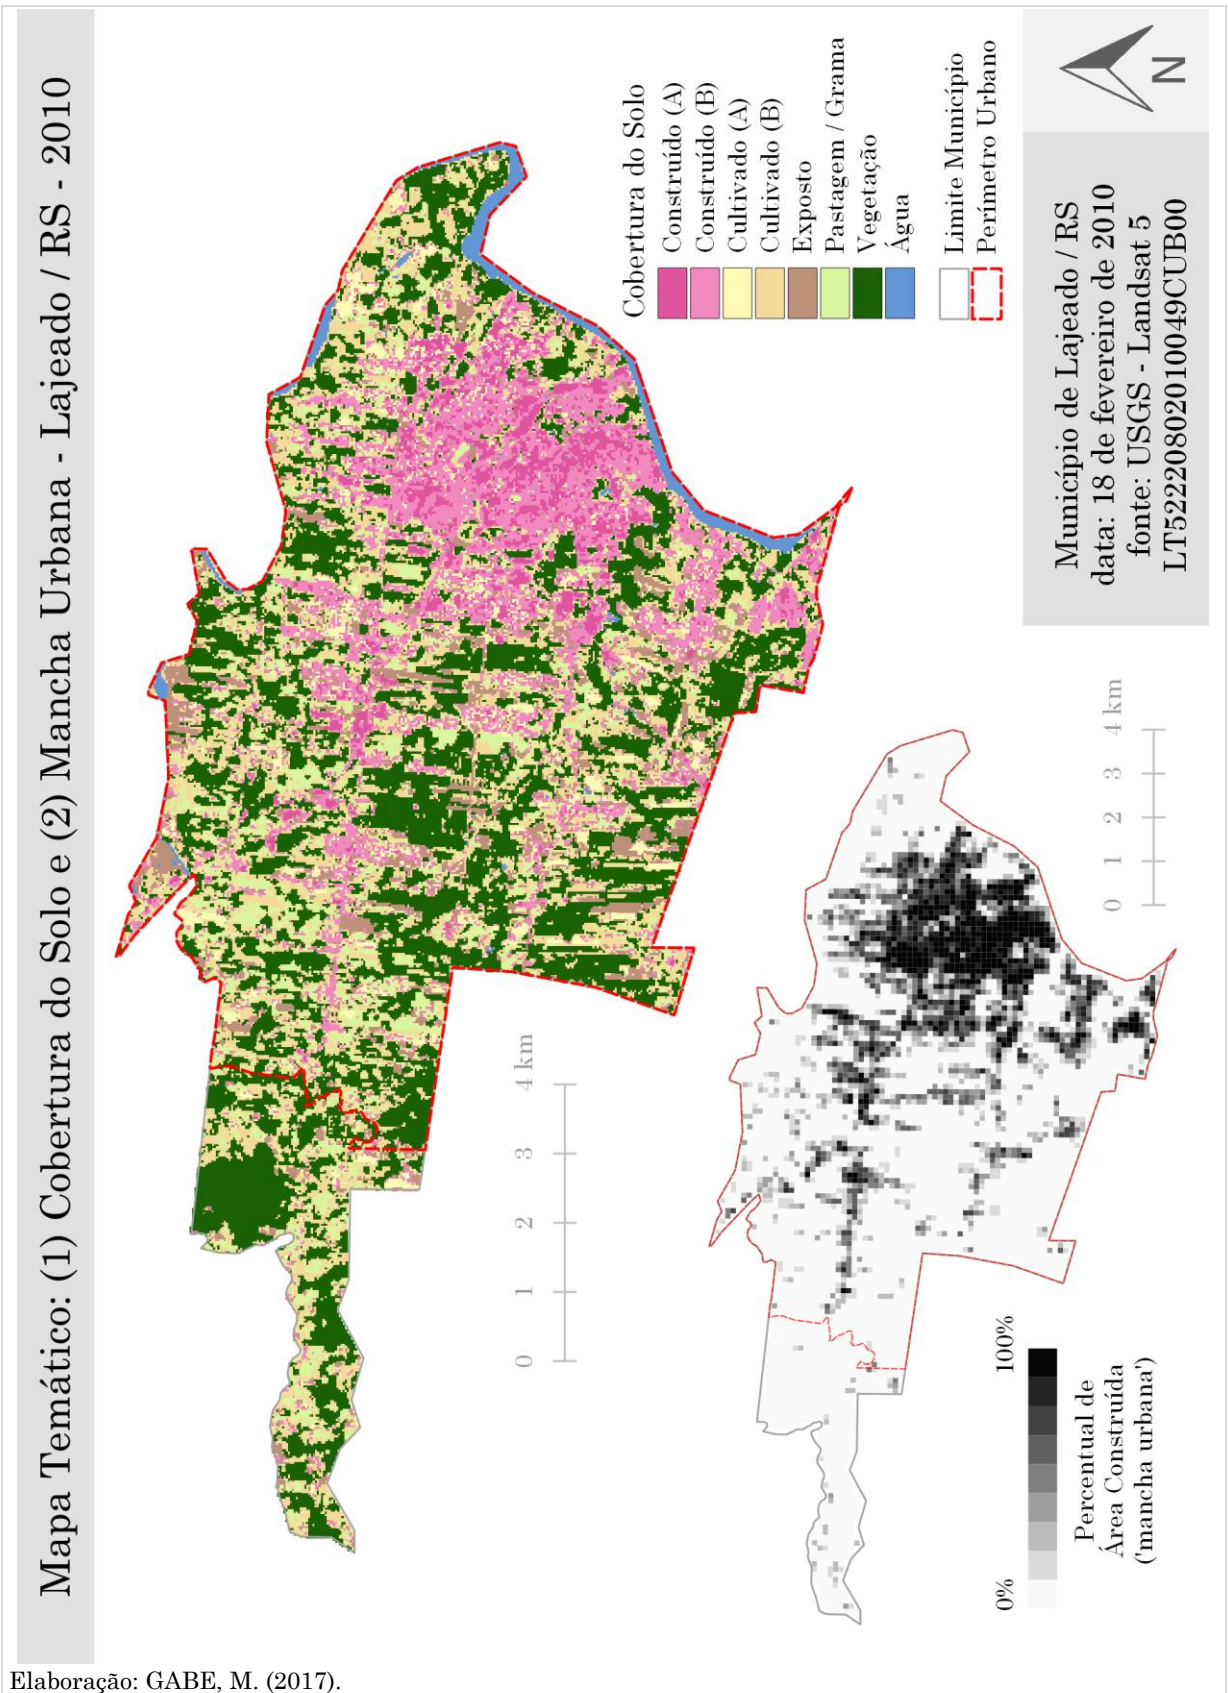 Mapa Temático: (1) Cobertura do Solo e (2) Mancha Urbana - Lajeado / RS - 2010
Cobertura do Solo
Construído (A)
Construído (B)
Cultivado (A)
Cultivado (B)
Exposto
Pastagem / Grama
Vegetação
Água
Limite Município
Perímetro Urbano
N
Município de Lajeado / RS
data: 18 de fevereiro de 2010
fonte: USGS - Landsat 5
LT52220802010049CUB00
0 1 2 3 4 km
0 1 2 3 4 km
0% 100%
Percentual de
Área Construída
('mancha urbana')
Elaboração: GABE, M. (2017).